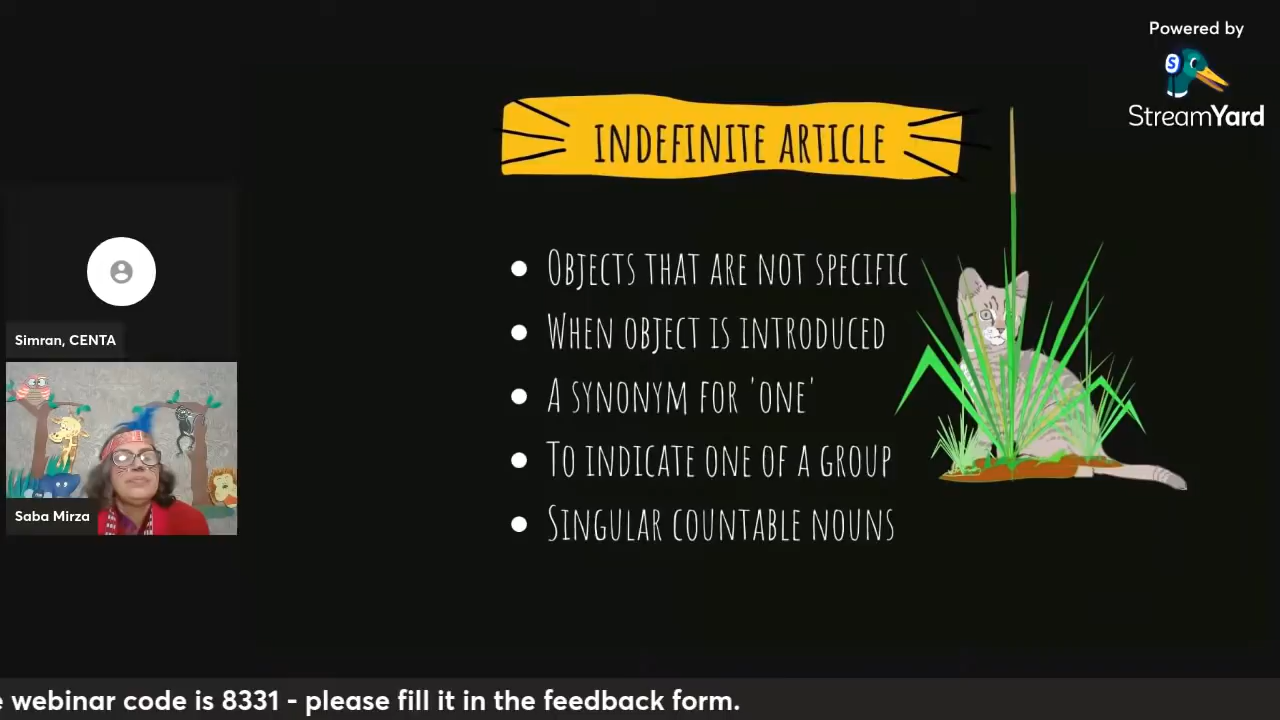 Powered by
S
StreamYard
INDEFINITE ARTICLE
OBJECTS THAT ARE NOT SPECIFIC
WHEN OBJECT IS INTRODUCED
A SYNONYM FOR 'ONE'
TO INDICATE ONE OF A GROUP
SINGULAR COUNTABLE NOUNS
Simran, CENTA
Saba Mirza
webinar code is 8331 - please fill it in the feedback form.